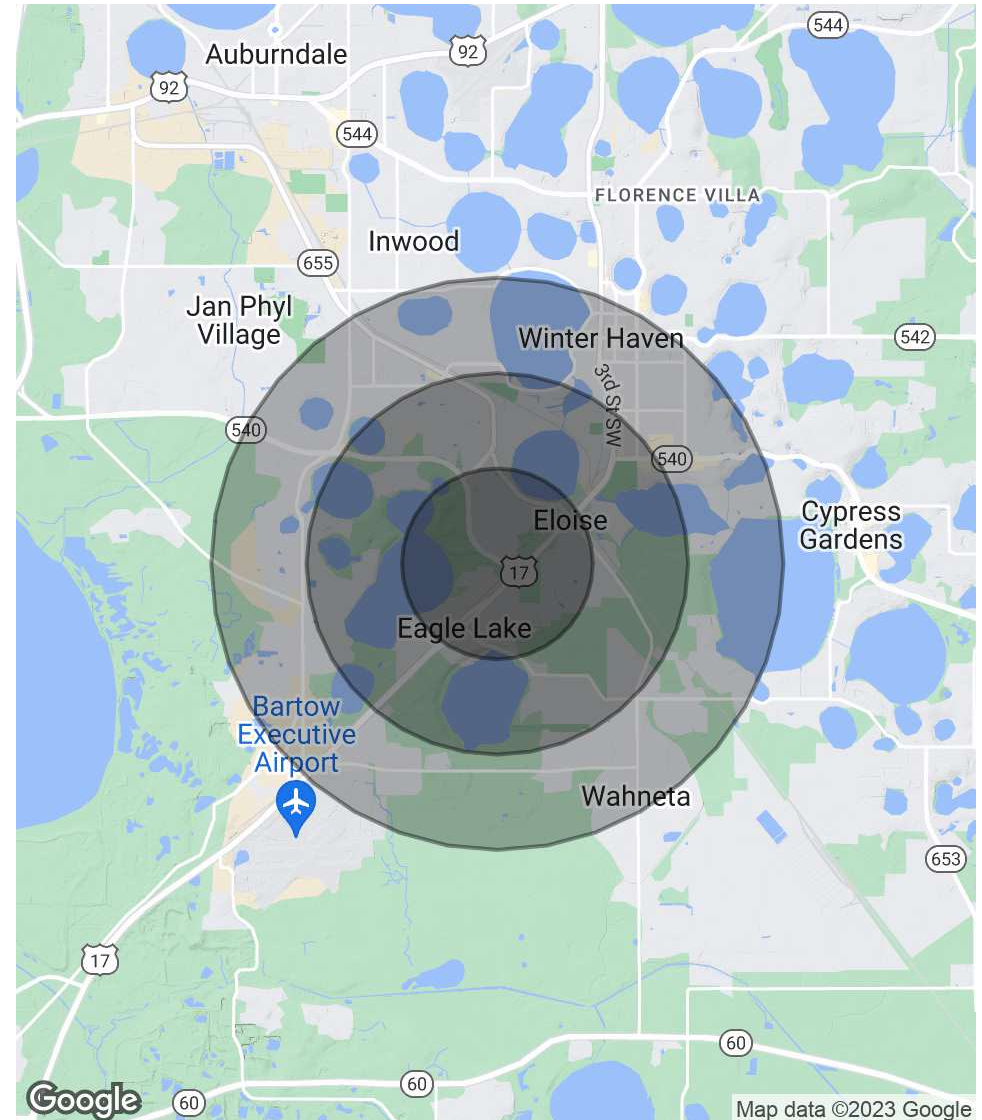 544
Auburndale
92
92
544
FLORENCE VILLA
Inwood
655
Jan Phyl
Village
Winter Haven
542
3rd St SW
540
540
Cypress
Gardens
Eloise
17
Eagle Lake
Bartow
Executive
Airport
Wahneta
653
17
60
60
60
Google
Map data ©2023 Google